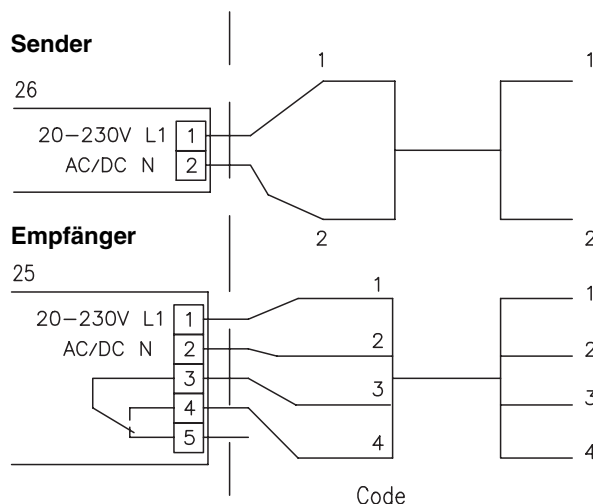 Sender
1 1
26
20-230V L1 1
AC/DC N 2
2 2
Empfänger
25
1 1
20-230V L1 1
AC/DC N 2
2 2
3
3 3
4
4 4
5
Code